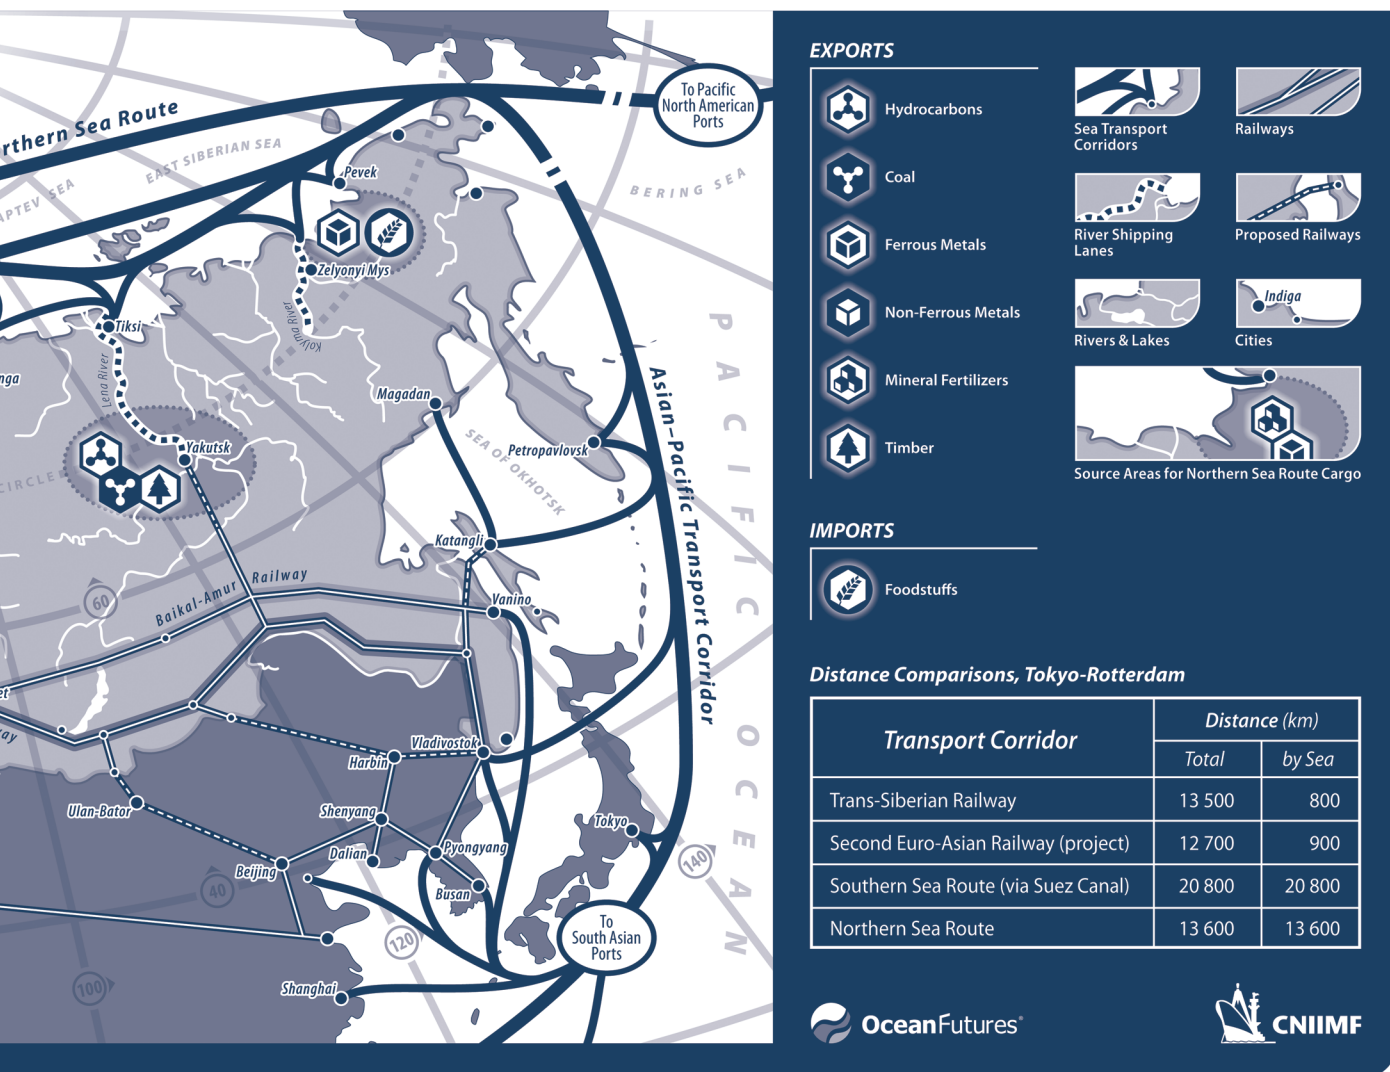 To Pacific
North American
Ports
rthern Sea Route
EAST SIBERIAN SEA
APTEV SEA
BERING SEA
Pevek
Zelyonyi Mys
Kolyma River
Tiksi
Lena River
nga
Magadan
SEA OF OKHOTSK
Petropavlovsk
Yakutsk
CIRCLE
Katangli
Asian–Pacific Transport Corridor
PACIFIC OCEAN
Baikal-Amur Railway
60
Vanino
et
way
Vladivostok
Harbin
Ulan-Bator
Shenyang
Dalian
Pyongyang
Tokyo
Beijing
Busan
140
40
120
100
To
South Asian
Ports
Shanghai
EXPORTS
Hydrocarbons
Coal
Ferrous Metals
Non-Ferrous Metals
Mineral Fertilizers
Timber
Sea Transport
Corridors
Railways
River Shipping
Lanes
Proposed Railways
Indiga
Rivers & Lakes
Cities
Source Areas for Northern Sea Route Cargo
IMPORTS
Foodstuffs
Distance Comparisons, Tokyo-Rotterdam
Transport Corridor
Distance (km)
Total by Sea
Trans-Siberian Railway 13 500 800
Second Euro-Asian Railway (project) 12 700 900
Southern Sea Route (via Suez Canal) 20 800 20 800
Northern Sea Route 13 600 13 600
OceanFutures®
CNIIMF